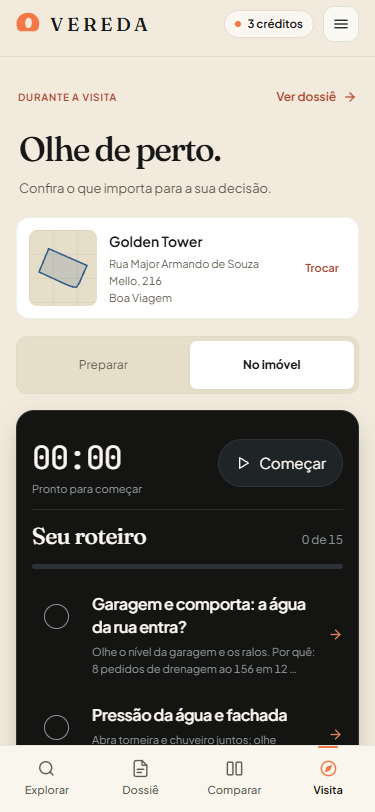 VEREDA
3 créditos
DURANTE A VISITA
Ver dossiê
Olhe de perto.
Confira o que importa para a sua decisão.
Golden Tower
Rua Major Armando de Souza
Mello, 216
Boa Viagem
Trocar
Preparar
No imóvel
00:00
Pronto para começar
Começar
Seu roteiro
0 de 15
Garagem e comporta: a água
da rua entra?
Olhe o nível da garagem e os ralos. Por quê:
8 pedidos de drenagem ao 156 em 12 ...
Pressão da água e fachada
Abra torneira e chuveiro juntos; olhe
Explorar
Dossiê
Comparar
Visita